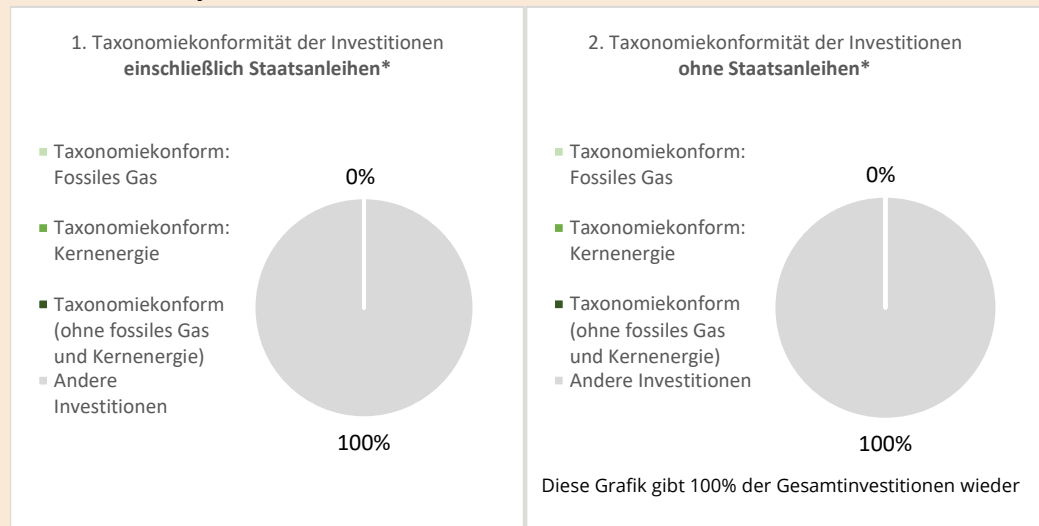 1. Taxonomiekonformität der Investitionen
einschließlich Staatsanleihen*
Taxonomiekonform:
Fossiles Gas
Taxonomiekonform:
Kernenergie
Taxonomiekonform
(ohne fossiles Gas
und Kernenergie)
Andere
Investitionen
0%
100%
2. Taxonomiekonformität der Investitionen
ohne Staatsanleihen*
Taxonomiekonform:
Fossiles Gas
Taxonomiekonform:
Kernenergie
Taxonomiekonform
(ohne fossiles Gas
und Kernenergie)
Andere Investitionen
0%
100%
Diese Grafik gibt 100% der Gesamtinvestitionen wieder